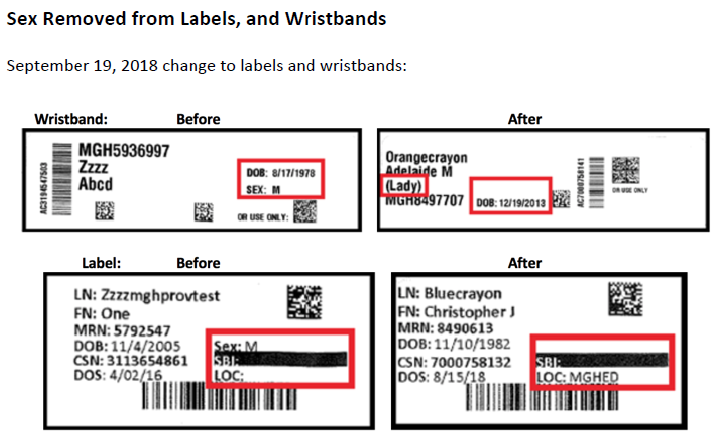 Sex Removed from Labels, and Wristbands
September 19, 2018 change to labels and wristbands:
Wristband: Before After
AC3194547503
MGH5936997
Zzzz
Abcd
DOB: 8/17/1978
SEX: M
OR USE ONLY:
Orangecrayon
Adelaide M
(Lady)
MGH8497707
DOB: 12/19/2013
AC7000758141
OR USE ONLY
Label: Before After
LN: Zzzzmghprovtest
FN: One
MRN: 5792547
DOB: 11/4/2005 Sex: M
CSN: 3113654861 SBI:
DOS: 4/02/16 LOC:
LN: Bluecrayon
FN: Christopher J
MRN: 8490613
DOB: 11/10/1982
CSN: 7000758132 SBI:
DOS: 8/15/18 LOC: MGHED